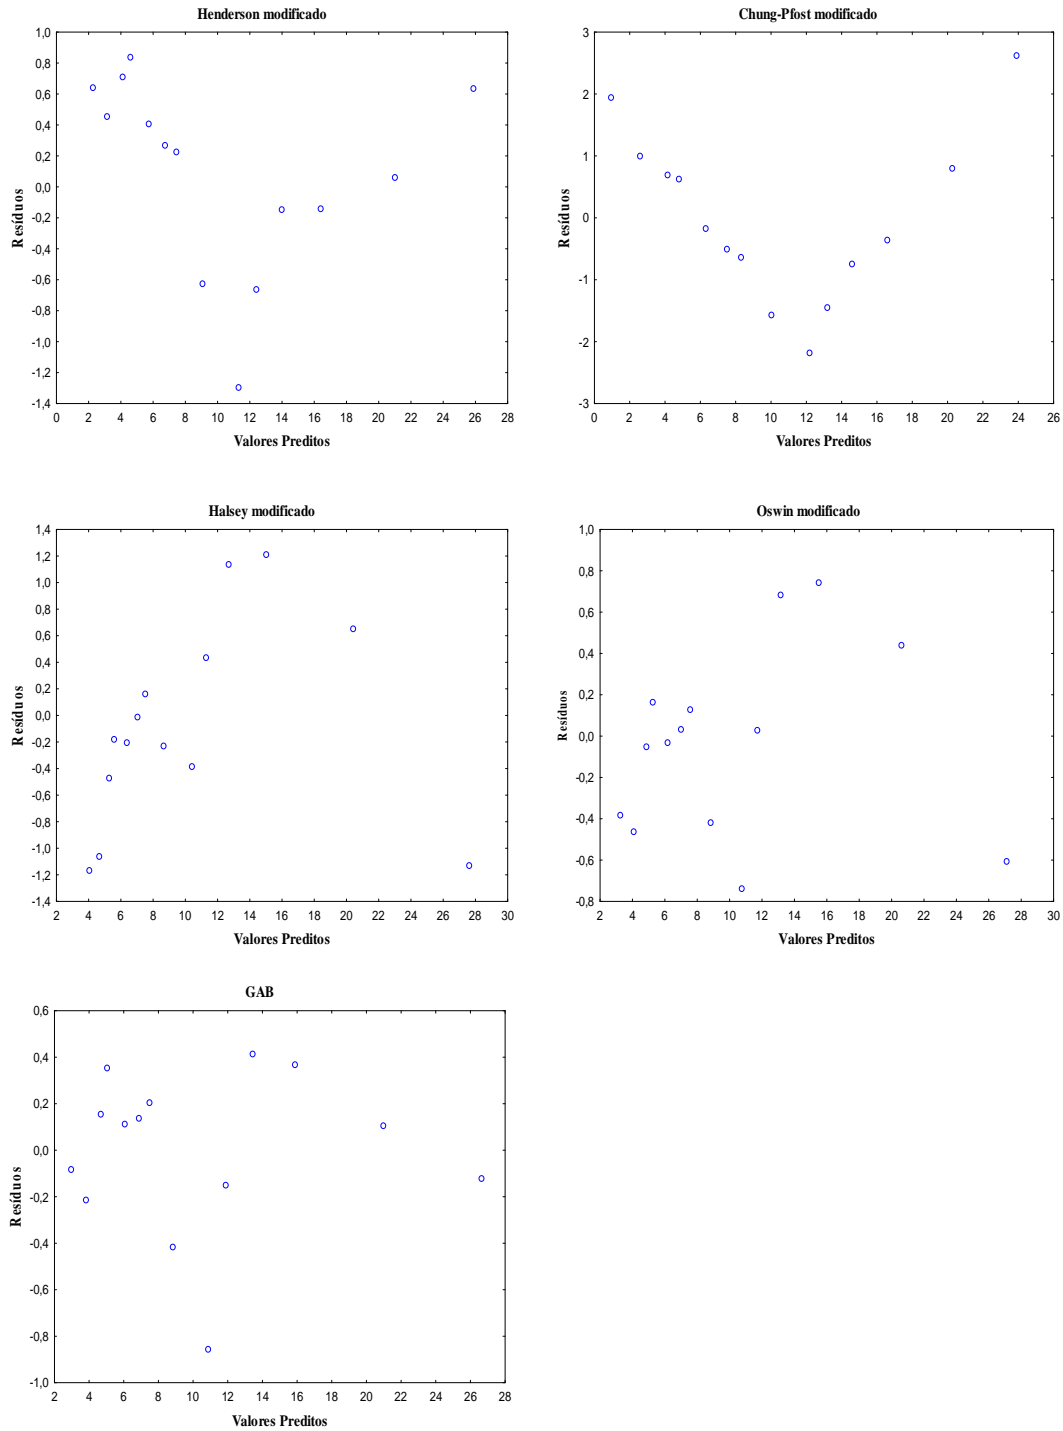 Henderson modificado
1,0
0,8
0,6
0,4
0,2
0,0
-0,2
-0,4
-0,6
-0,8
-1,0
-1,2
-1,4
Resíduos
0 2 4 6 8 10 12 14 16 18 20 22 24 26 28
Valores Preditos
Chung-Pfost modificado
3
2
1
0
-1
-2
-3
Resíduos
0 2 4 6 8 10 12 14 16 18 20 22 24 26
Valores Preditos
Halsey modificado
1,4
1,2
1,0
0,8
0,6
0,4
0,2
0,0
-0,2
-0,4
-0,6
-0,8
-1,0
-1,2
-1,4
Resíduos
2 4 6 8 10 12 14 16 18 20 22 24 26 28 30
Valores Preditos
Oswin modificado
1,0
0,8
0,6
0,4
0,2
0,0
-0,2
-0,4
-0,6
-0,8
Resíduos
2 4 6 8 10 12 14 16 18 20 22 24 26 28 30
Valores Preditos
GAB
0,6
0,4
0,2
0,0
-0,2
-0,4
-0,6
-0,8
-1,0
Resíduos
2 4 6 8 10 12 14 16 18 20 22 24 26 28
Valores Preditos